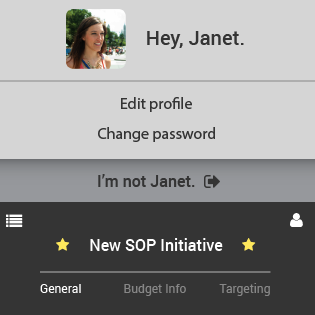 Hey, Janet.
Edit profile
Change password
I'm not Janet.
New SOP Initiative
General Budget Info Targeting